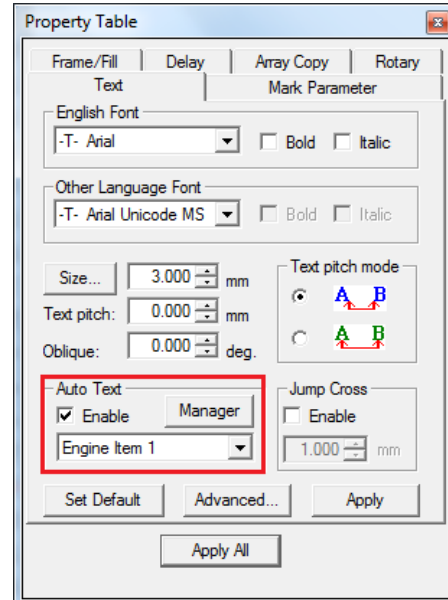 Property Table
Frame/Fill Delay Array Copy Rotary
Text Mark Parameter
English Font
-T- Arial Bold Italic
Other Language Font
-T- Arial Unicode MS Bold Italic
Size... 3.000 mm
Text pitch: 0.000 mm
Oblique: 0.000 deg.
Text pitch mode
A B
A B
Auto Text
Enable Manager
Engine Item 1
Jump Cross
Enable
1.000 mm
Set Default Advanced... Apply
Apply All